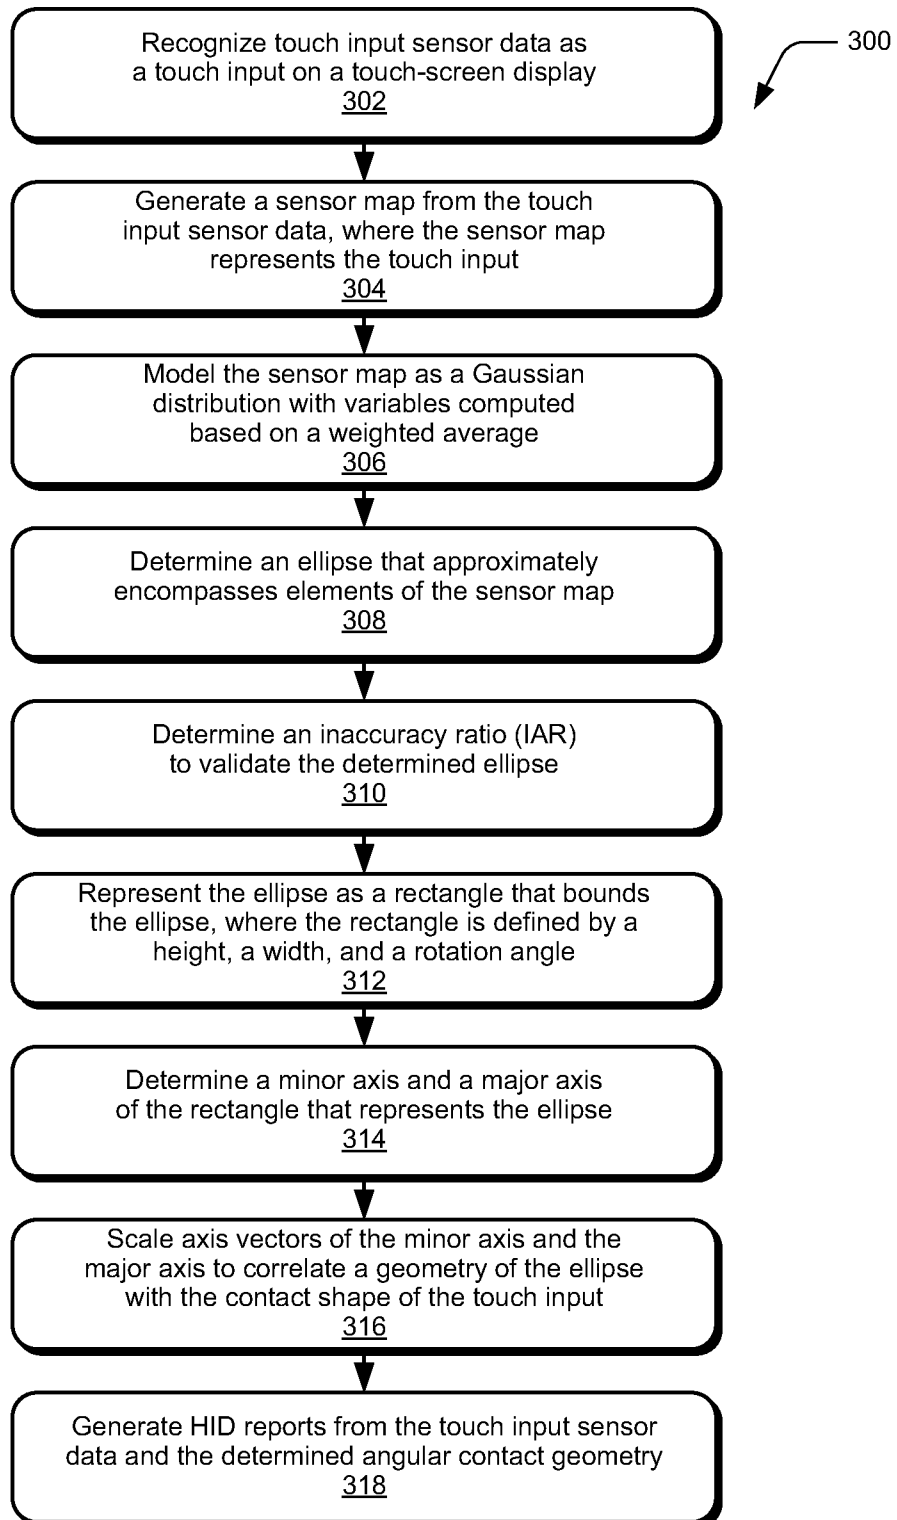 Recognize touch input sensor data as
a touch input on a touch-screen display
302
300
Generate a sensor map from the touch
input sensor data, where the sensor map
represents the touch input
304
Model the sensor map as a Gaussian
distribution with variables computed
based on a weighted average
306
Determine an ellipse that approximately
encompasses elements of the sensor map
308
Determine an inaccuracy ratio (IAR)
to validate the determined ellipse
310
Represent the ellipse as a rectangle that bounds
the ellipse, where the rectangle is defined by a
height, a width, and a rotation angle
312
Determine a minor axis and a major axis
of the rectangle that represents the ellipse
314
Scale axis vectors of the minor axis and the
major axis to correlate a geometry of the ellipse
with the contact shape of the touch input
316
Generate HID reports from the touch input sensor
data and the determined angular contact geometry
318